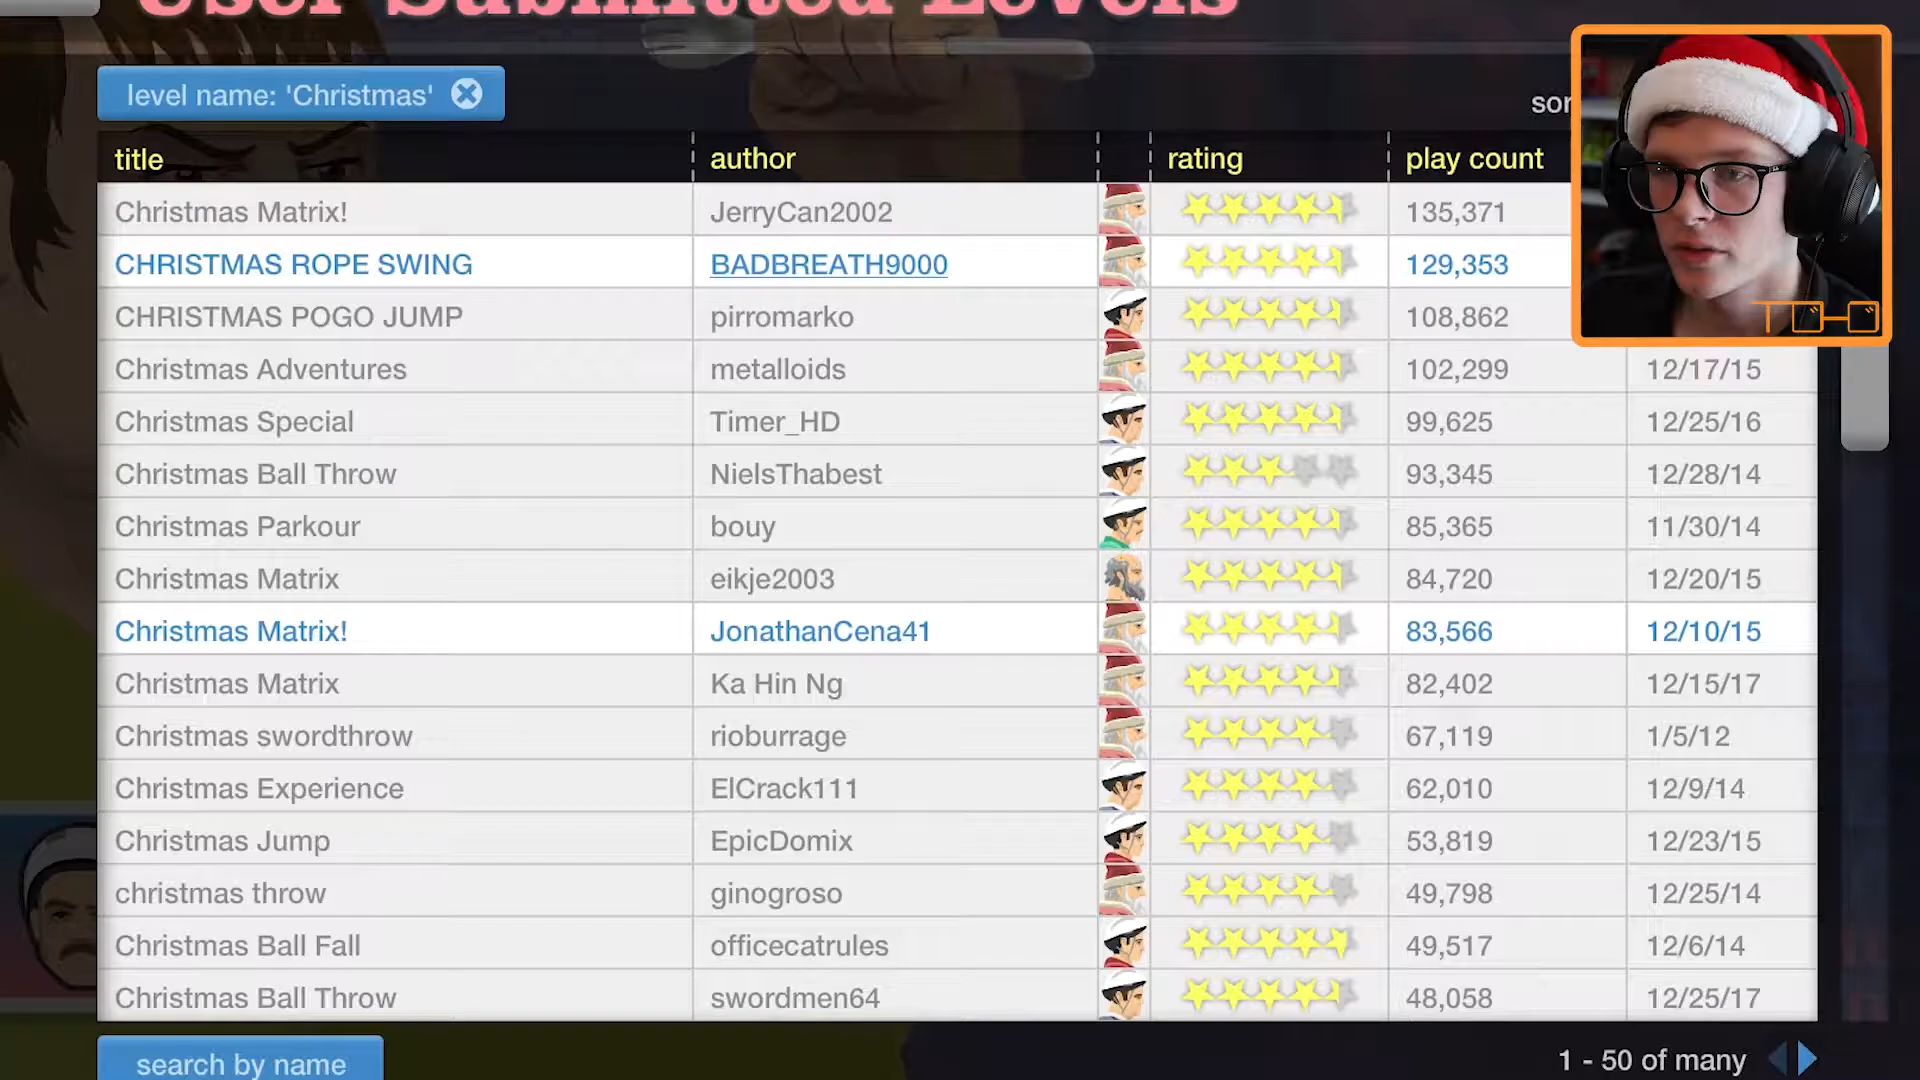 User Submitted Levels
level name: 'Christmas'
title author rating play count
Christmas Matrix! JerryCan2002 135,371
CHRISTMAS ROPE SWING BADBREATH9000 129,353
CHRISTMAS POGO JUMP pirromarko 108,862
Christmas Adventures metalloids 102,299 12/17/15
Christmas Special Timer_HD 99,625 12/25/16
Christmas Ball Throw NielsThabest 93,345 12/28/14
Christmas Parkour bouy 85,365 11/30/14
Christmas Matrix eikje2003 84,720 12/20/15
Christmas Matrix! JonathanCena41 83,566 12/10/15
Christmas Matrix Ka Hin Ng 82,402 12/15/17
Christmas swordthrow rioburrage 67,119 1/5/12
Christmas Experience ElCrack111 62,010 12/9/14
Christmas Jump EpicDomix 53,819 12/23/15
christmas throw ginogroso 49,798 12/25/14
Christmas Ball Fall officecatrules 49,517 12/6/14
Christmas Ball Throw swordmen64 48,058 12/25/17
search by name 1 - 50 of many